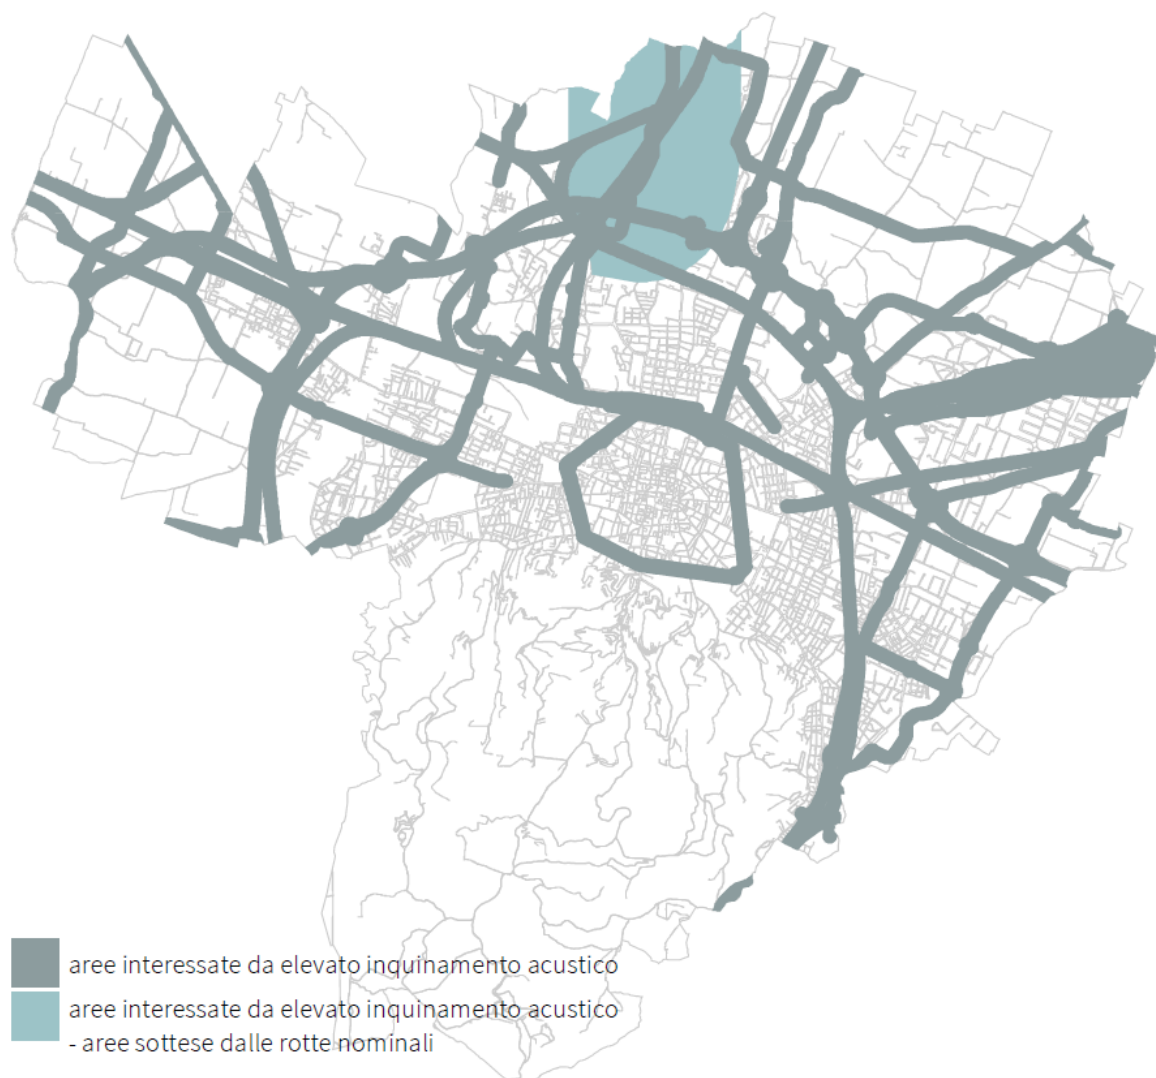 aree interessate da elevato inquinamento acustico
aree interessate da elevato inquinamento acustico
- aree sottese dalle rotte nominali